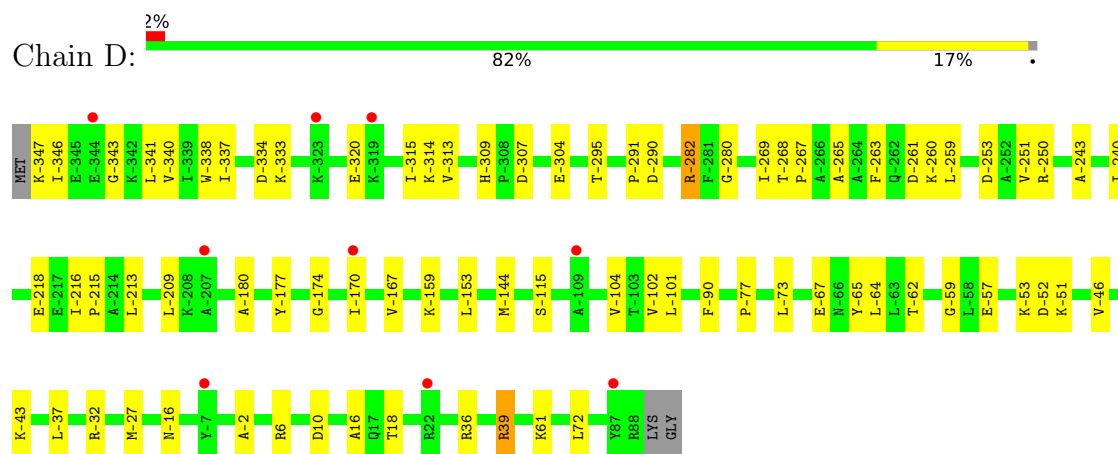 2%
Chain D:
82% 17% •
MET K-347 I-346 E-345 E-344 G-343 K-342 L-341 V-340 I-339 W-338 I-337 D-334 K-333 K-323 E-320 K-319 I-315 K-314 V-313 H-309 P-308 D-307 E-304 T-295 P-291 D-290 R-282 F-281 G-280 I-269 T-268 P-267 A-266 A-265 A-264 F-263 Q-262 D-261 K-260 L-259 D-253 A-252 V-251 R-250 A-243
E-218 E-217 I-216 P-215 A-214 L-213 L-209 K-208 A-207 A-180 Y-177 G-174 I-170 V-167 K-159 L-153 M-144 S-115 A-109 V-104 T-103 V-102 L-101 F-90 P-77 L-73 E-67 N-66 Y-65 L-64 L-63 T-62 G-59 L-58 E-57 K-53 D-52 K-51 V-46
K-43 L-37 R-32 M-27 N-16 Y-7 A-2 R6 D10 A16 Q17 T18 R22 R36 R39 K61 L72 Y87 R88 LYS GLY